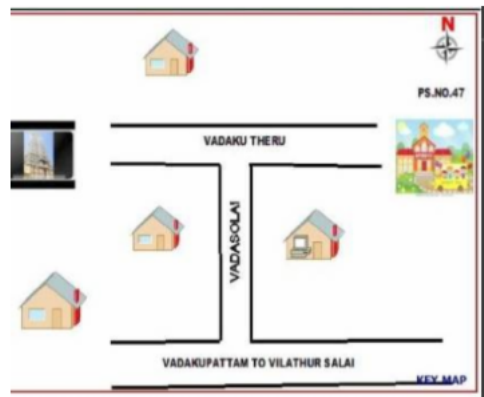 N
PS.NO.47
VADAKU THERU
VADASOLAI
VADAKUPATTAM TO VILATHUR SALAI
KEY MAP